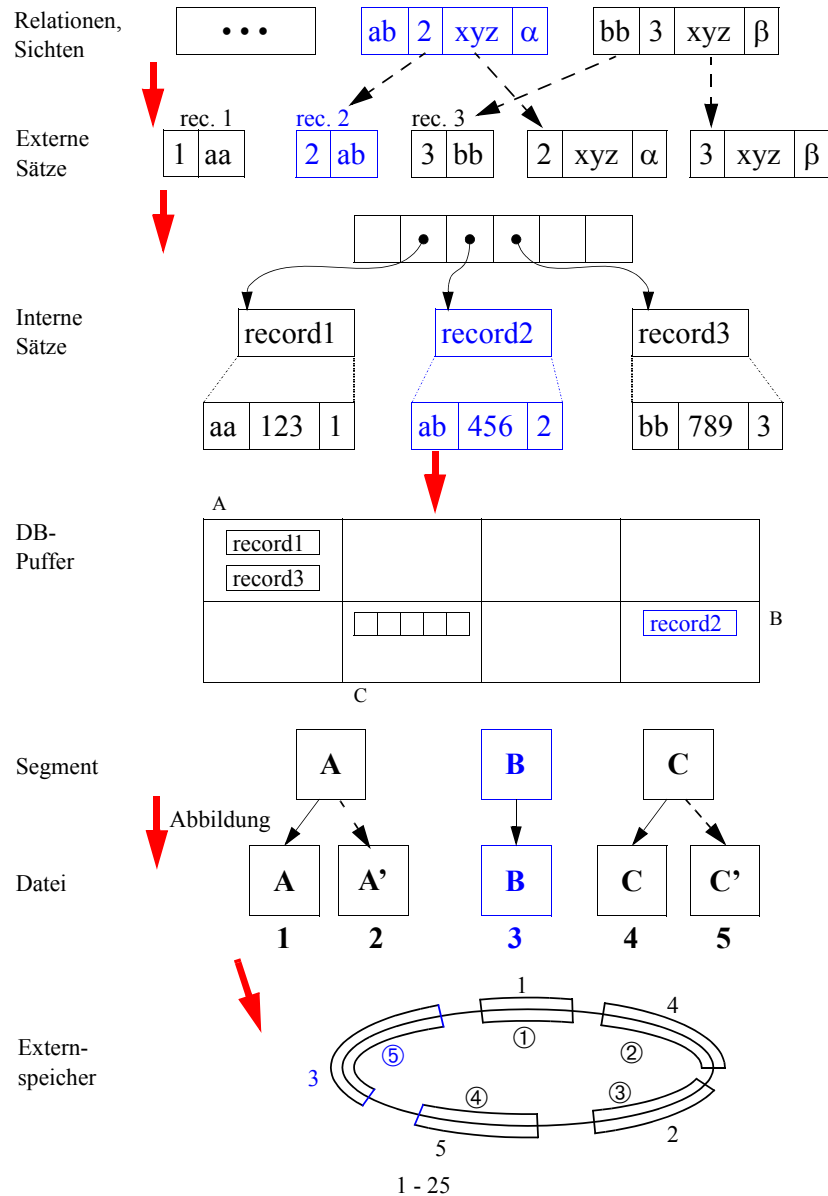 Relationen,
Sichten
• • •
ab 2 xyz α
bb 3 xyz β
rec. 1
rec. 2
rec. 3
Externe
Sätze
1 aa
2 ab
3 bb
2 xyz α
3 xyz β
Interne
Sätze
record1
record2
record3
aa 123 1
ab 456 2
bb 789 3
DB-
Puffer
A
record1
record3
record2
B
C
Segment
A
B
C
Abbildung
Datei
A
A’
B
C
C’
1
2
3
4
5
Extern-
speicher
1
4
①
②
⑤
3
④
③
5
2
1 - 25